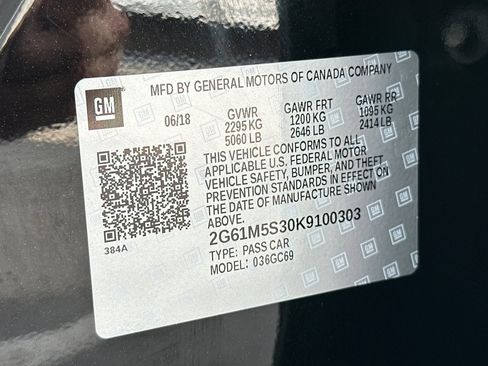 MFD BY GENERAL MOTORS OF CANADA COMPANY
GM
06/18 GVWR GAWR FRT GAWR RR
2295 KG 1200 KG 1095 KG
5060 LB 2646 LB 2414 LB
THIS VEHICLE CONFORMS TO ALL
APPLICABLE U.S. FEDERAL MOTOR
VEHICLE SAFETY, BUMPER, AND THEFT
PREVENTION STANDARDS IN EFFECT ON
THE DATE OF MANUFACTURE SHOWN
ABOVE.
2G61M5S30K9100303
384A
TYPE: PASS CAR
MODEL: 036GC69